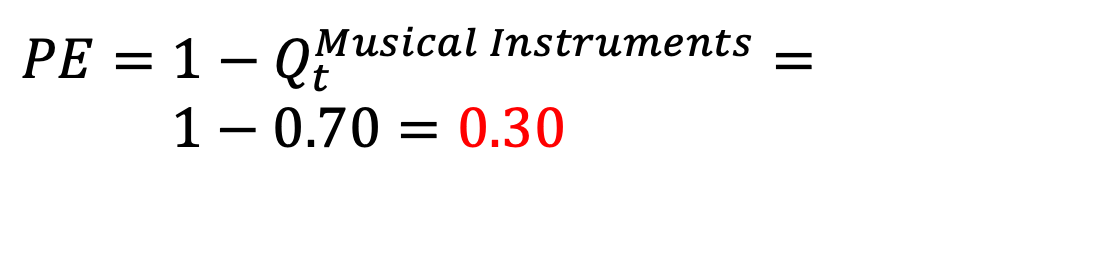 PE = 1 − Q_t^{Musical Instruments} =
1 − 0.70 = 0.30